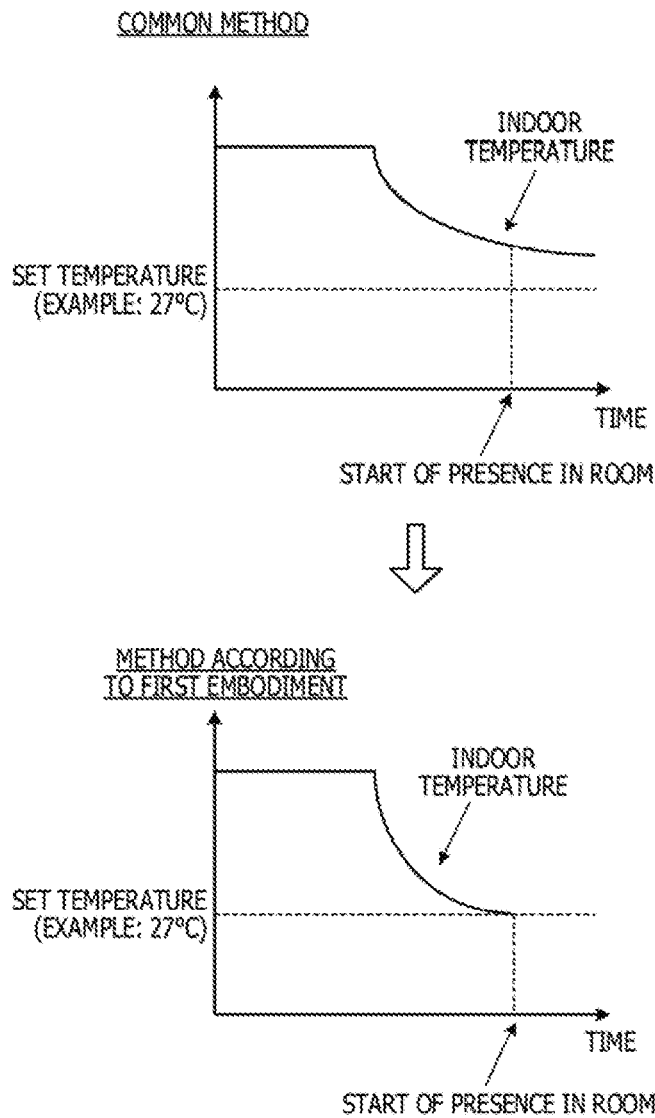 COMMON METHOD
INDOOR
TEMPERATURE
SET TEMPERATURE
(EXAMPLE: 27°C)
TIME
START OF PRESENCE IN ROOM
METHOD ACCORDING
TO FIRST EMBODIMENT
INDOOR
TEMPERATURE
SET TEMPERATURE
(EXAMPLE: 27°C)
TIME
START OF PRESENCE IN ROOM